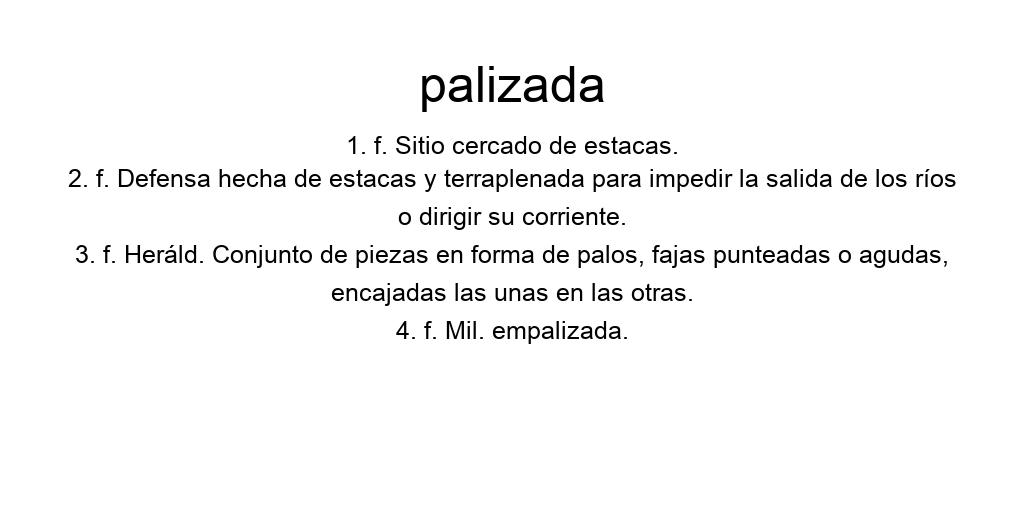 palizada
1. f. Sitio cercado de estacas.
2. f. Defensa hecha de estacas y terraplenada para impedir la salida de los ríos
o dirigir su corriente.
3. f. Heráld. Conjunto de piezas en forma de palos, fajas punteadas o agudas,
encajadas las unas en las otras.
4. f. Mil. empalizada.